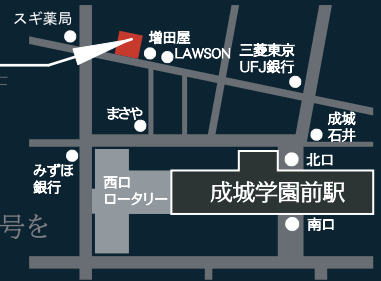 スギ薬局
増田屋
LAWSON
三菱東京
UFJ銀行
まさや
成城
石井
みずほ
銀行
西口
ロータリー
北口
成城学園前駅
南口
号を